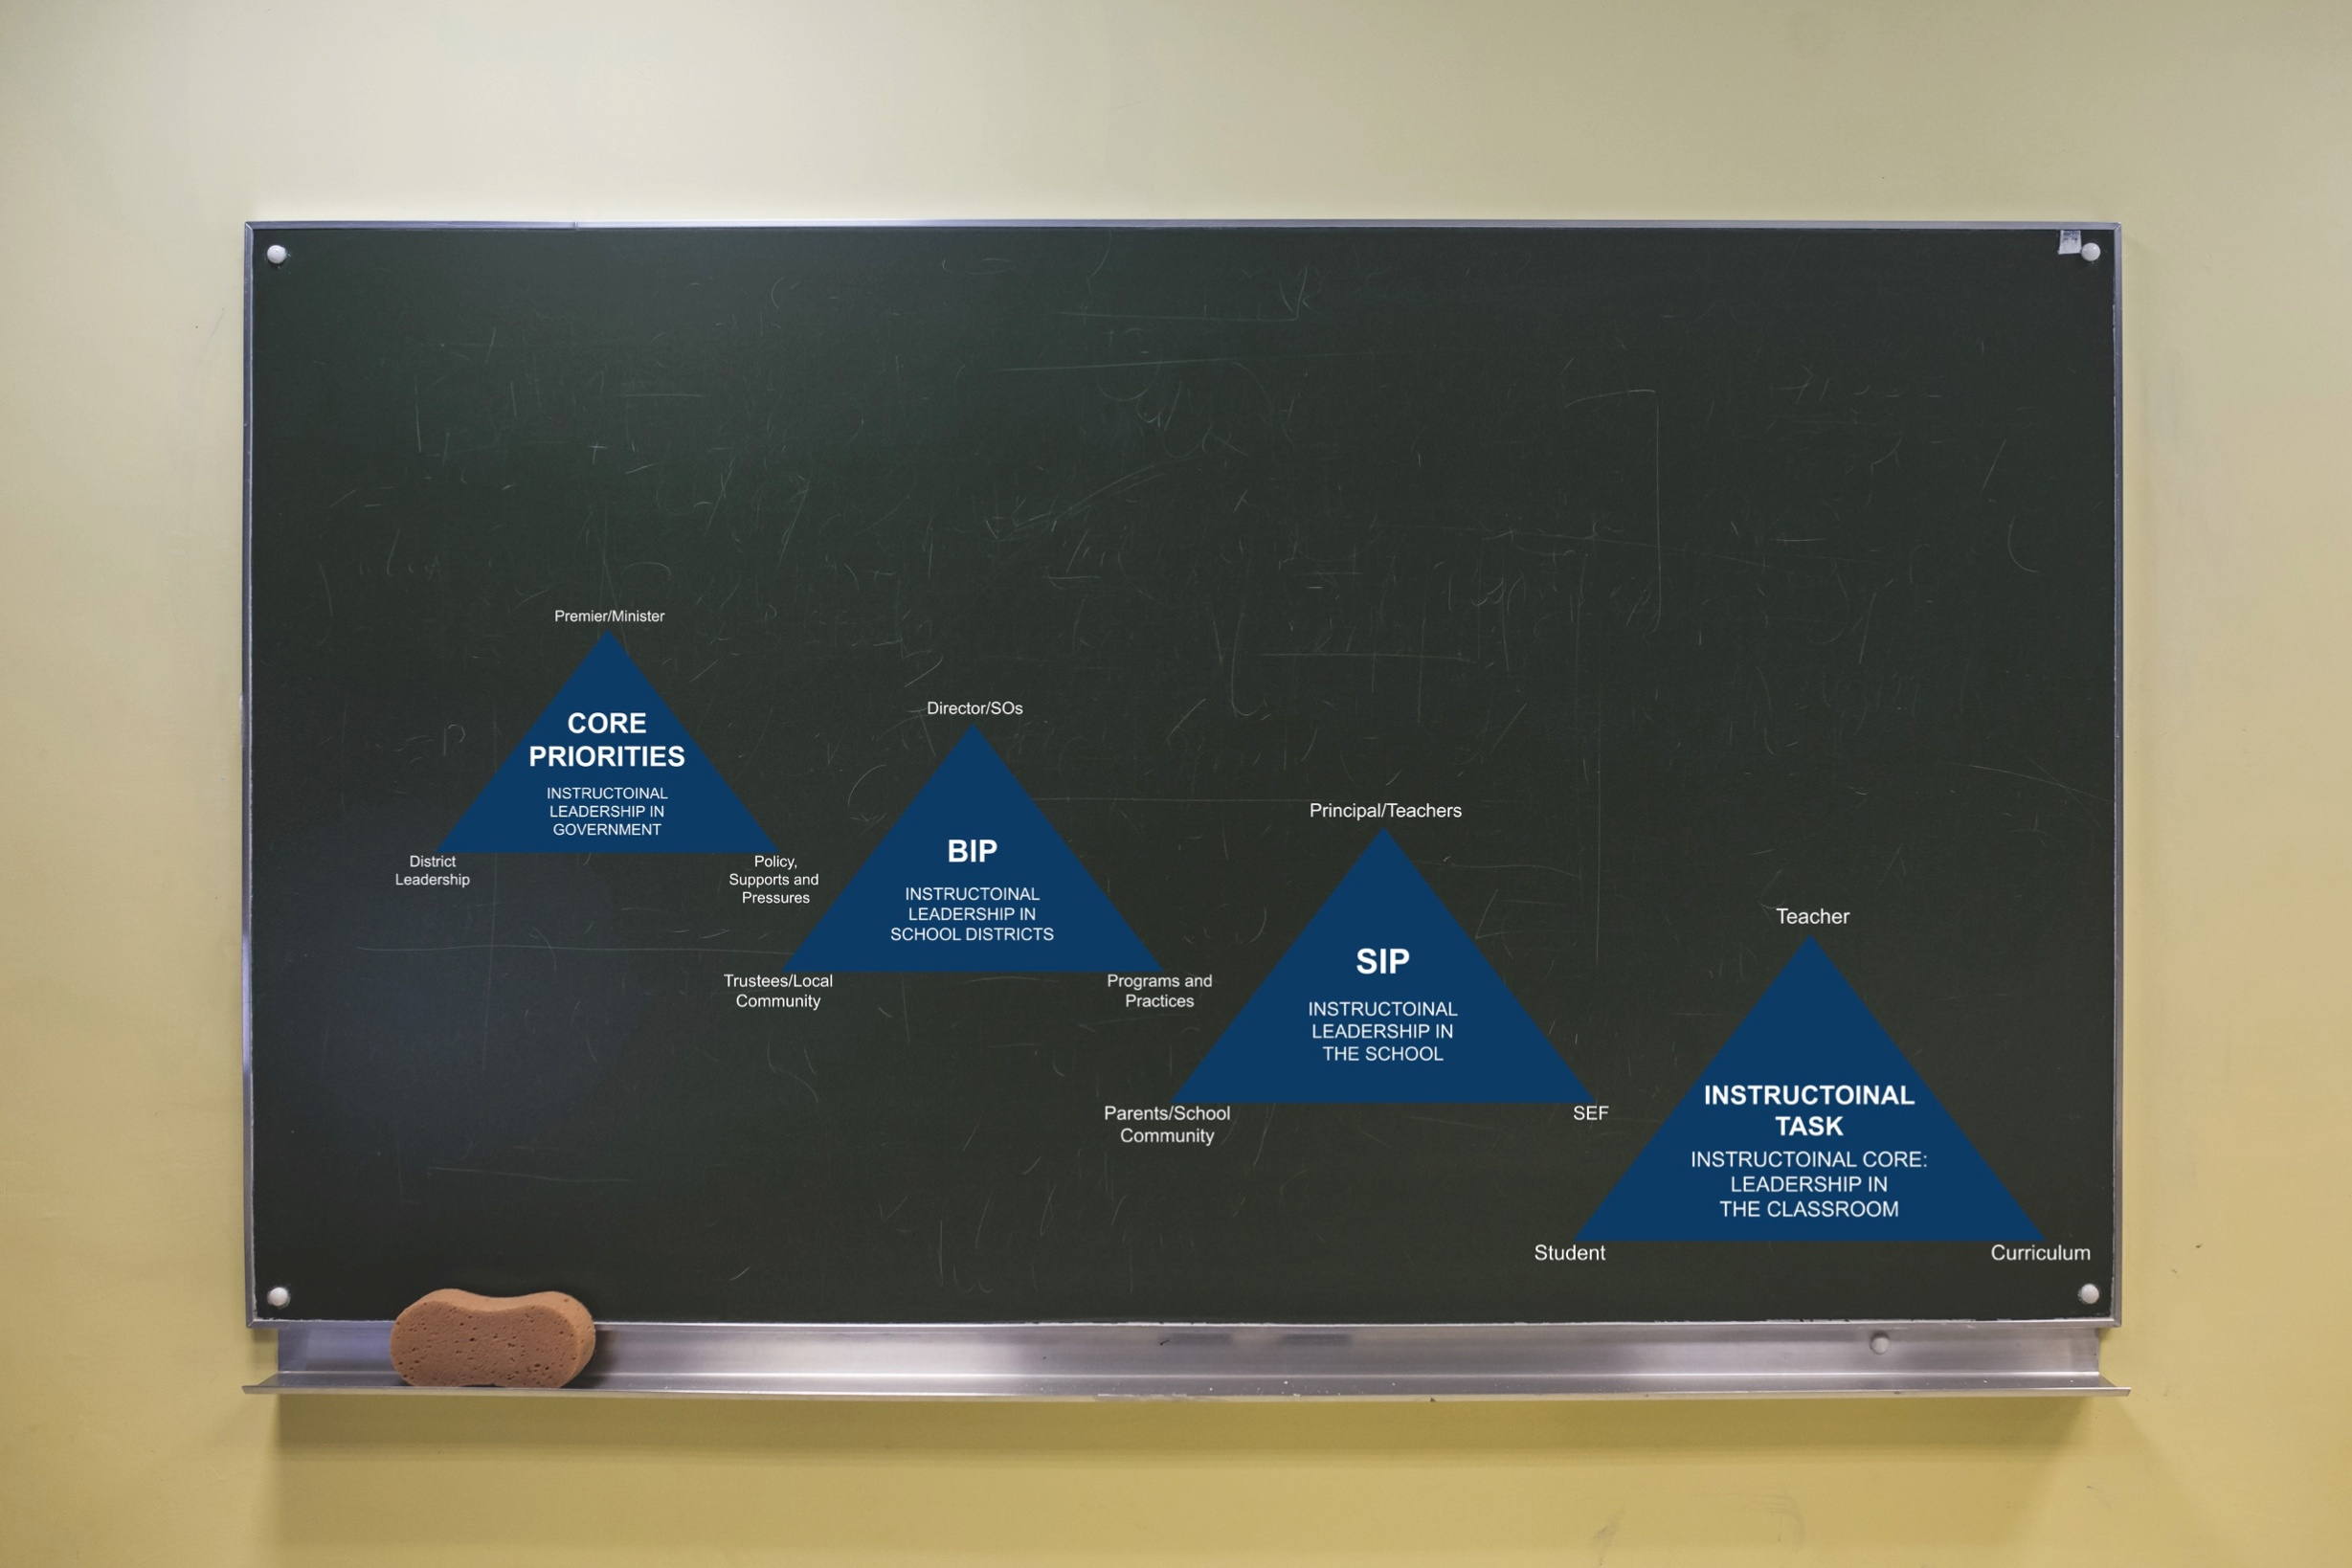 Premier/Minister
CORE
PRIORITIES
INSTRUCTOINAL
LEADERSHIP IN
GOVERNMENT
District
Leadership
Policy,
Supports and
Pressures
Director/SOs
BIP
INSTRUCTOINAL
LEADERSHIP IN
SCHOOL DISTRICTS
Trustees/Local
Community
Programs and
Practices
Principal/Teachers
SIP
INSTRUCTOINAL
LEADERSHIP IN
THE SCHOOL
Parents/School
Community
SEF
Teacher
INSTRUCTOINAL
TASK
INSTRUCTOINAL CORE:
LEADERSHIP IN
THE CLASSROOM
Student
Curriculum